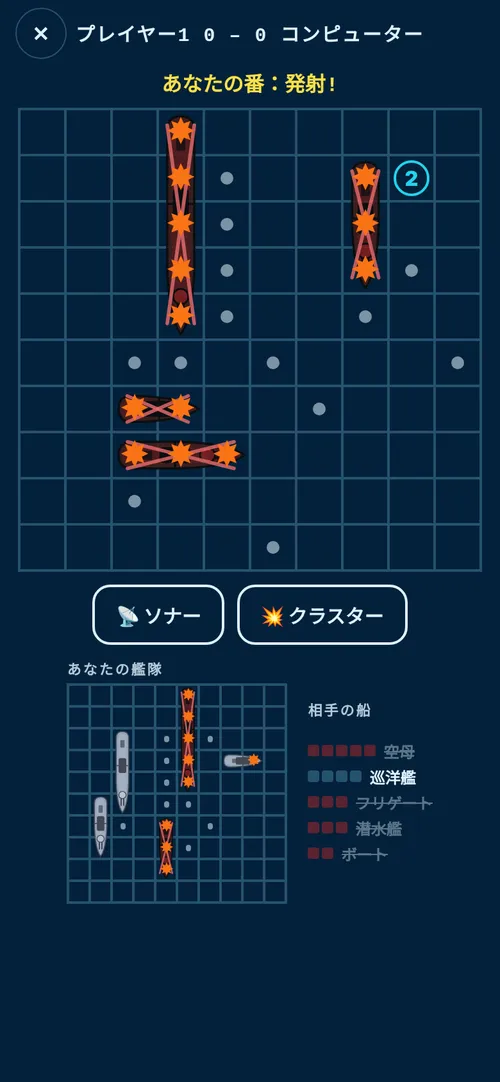 ✕ プレイヤー1 0 – 0 コンピューター
あなたの番：発射！
2
ソナー
クラスター
あなたの艦隊
相手の船
空母
巡洋艦
フリゲート
潜水艦
ボート